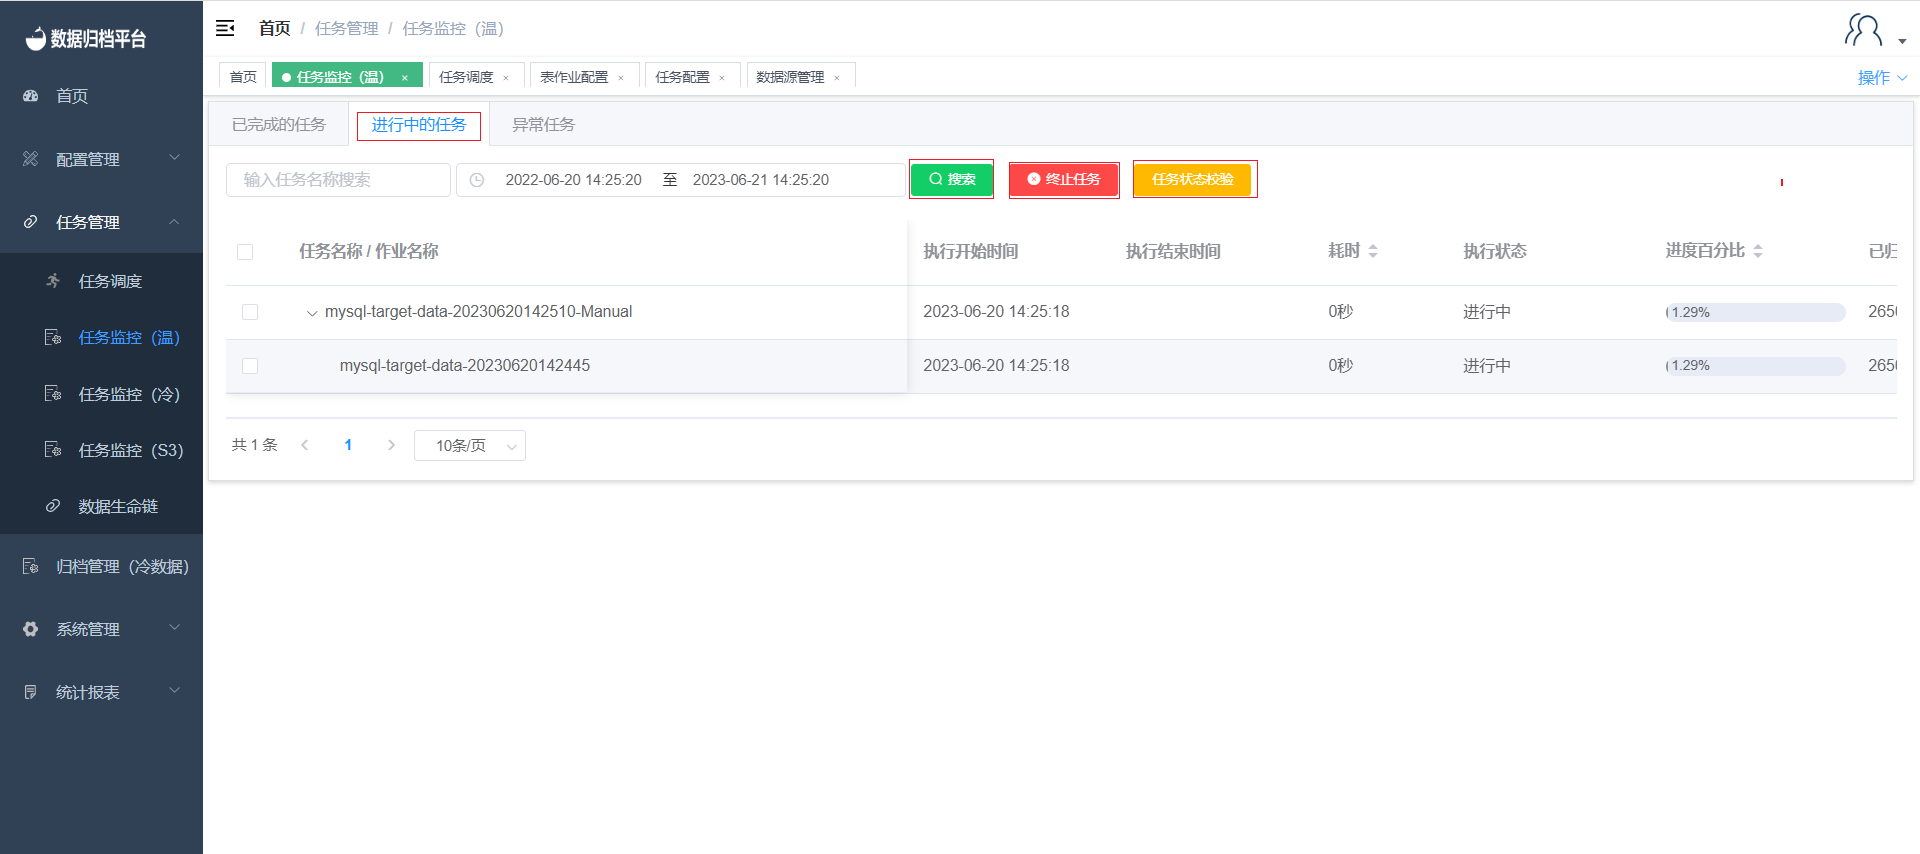 数据归档平台
首页 / 任务管理 / 任务监控（温）
首页 任务监控（温） × 任务调度 × 表作业配置 × 任务配置 × 数据源管理 × 操作
首页
配置管理
任务管理
任务调度
任务监控（温）
任务监控（冷）
任务监控（S3）
数据生命链
归档管理（冷数据）
系统管理
统计报表
已完成的任务 进行中的任务 异常任务
输入任务名称搜索 2022-06-20 14:25:20 至 2023-06-21 14:25:20 搜索 终止任务 任务状态校验
任务名称 / 作业名称 执行开始时间 执行结束时间 耗时 执行状态 进度百分比 已归
mysql-target-data-20230620142510-Manual 2023-06-20 14:25:18 0秒 进行中 1.29% 265
mysql-target-data-20230620142445 2023-06-20 14:25:18 0秒 进行中 1.29% 265
共 1 条 1 10条/页